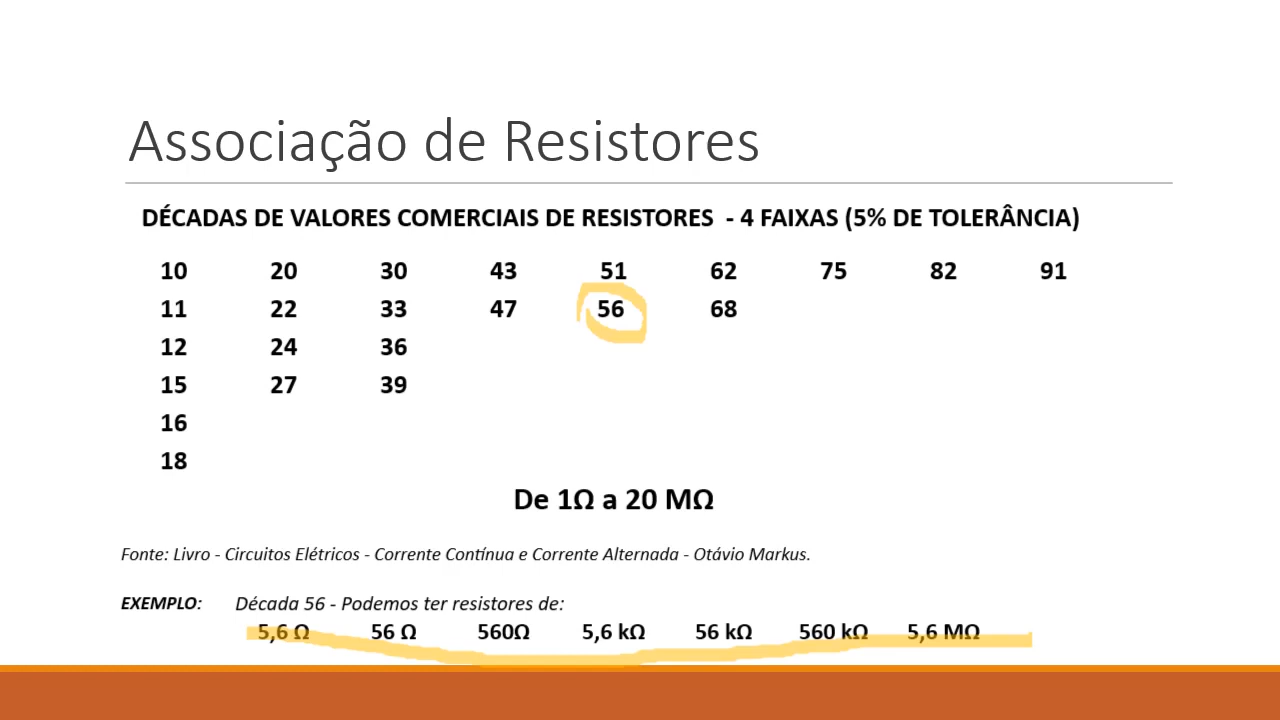 Associação de Resistores
DÉCADAS DE VALORES COMERCIAIS DE RESISTORES - 4 FAIXAS (5% DE TOLERÂNCIA)
10 20 30 43 51 62 75 82 91
11 22 33 47 56 68
12 24 36
15 27 39
16
18
De 1Ω a 20 MΩ
Fonte: Livro - Circuitos Elétricos - Corrente Contínua e Corrente Alternada - Otávio Markus.
EXEMPLO: Década 56 - Podemos ter resistores de:
5,6 Ω 56 Ω 560Ω 5,6 kΩ 56 kΩ 560 kΩ 5,6 MΩ